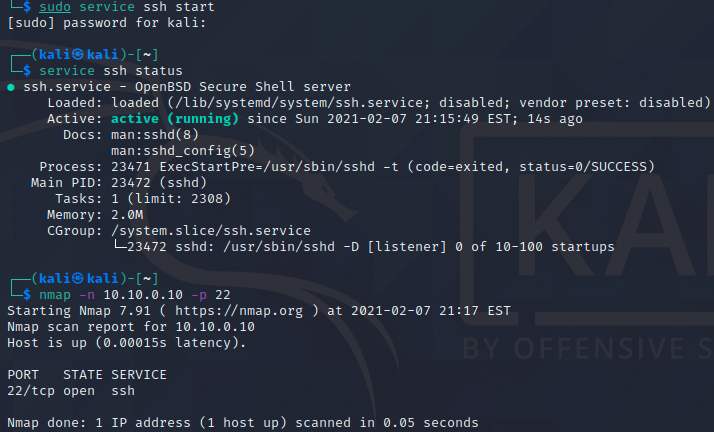 └─$ sudo service ssh start
[sudo] password for kali:
┌──(kali㉿kali)-[~]
└─$ service ssh status
● ssh.service - OpenBSD Secure Shell server
     Loaded: loaded (/lib/systemd/system/ssh.service; disabled; vendor preset: disabled)
     Active: active (running) since Sun 2021-02-07 21:15:49 EST; 14s ago
       Docs: man:sshd(8)
             man:sshd_config(5)
    Process: 23471 ExecStartPre=/usr/sbin/sshd -t (code=exited, status=0/SUCCESS)
   Main PID: 23472 (sshd)
      Tasks: 1 (limit: 2308)
     Memory: 2.0M
     CGroup: /system.slice/ssh.service
             └─23472 sshd: /usr/sbin/sshd -D [listener] 0 of 10-100 startups
┌──(kali㉿kali)-[~]
└─$ nmap -n 10.10.0.10 -p 22
Starting Nmap 7.91 ( https://nmap.org ) at 2021-02-07 21:17 EST
Nmap scan report for 10.10.0.10
Host is up (0.00015s latency).
PORT   STATE SERVICE
22/tcp open  ssh
Nmap done: 1 IP address (1 host up) scanned in 0.05 seconds
KA
BY OFFENSIVE S